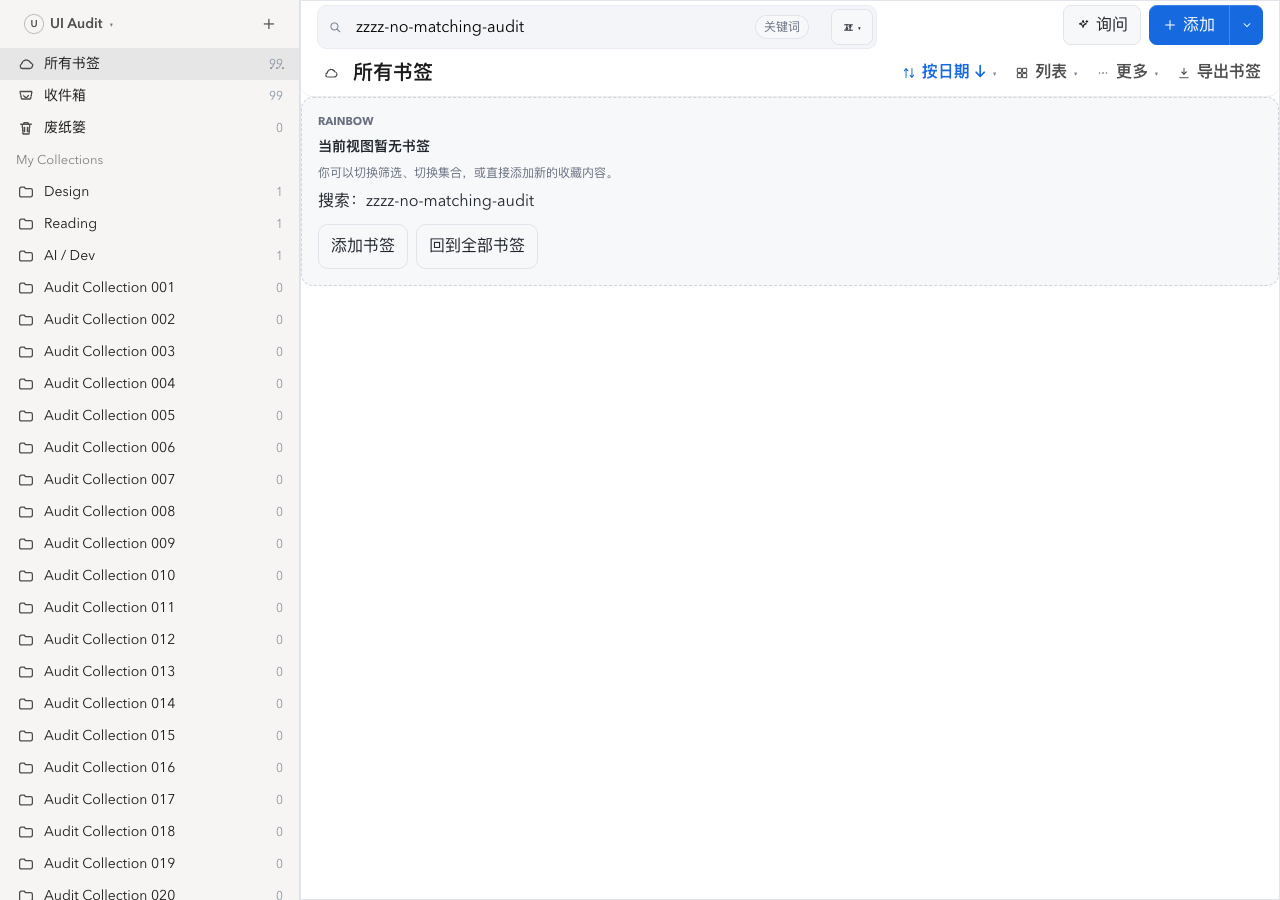 U UI Audit
所有书签 99
收件箱 99
废纸篓 0
My Collections
Design 1
Reading 1
AI / Dev 1
Audit Collection 001 0
Audit Collection 002 0
Audit Collection 003 0
Audit Collection 004 0
Audit Collection 005 0
Audit Collection 006 0
Audit Collection 007 0
Audit Collection 008 0
Audit Collection 009 0
Audit Collection 010 0
Audit Collection 011 0
Audit Collection 012 0
Audit Collection 013 0
Audit Collection 014 0
Audit Collection 015 0
Audit Collection 016 0
Audit Collection 017 0
Audit Collection 018 0
Audit Collection 019 0
Audit Collection 020 0
zzzz-no-matching-audit 关键词 询问 添加
所有书签 按日期 列表 更多 导出书签
RAINBOW
当前视图暂无书签
你可以切换筛选、切换集合，或直接添加新的收藏内容。
搜索：zzzz-no-matching-audit
添加书签 回到全部书签